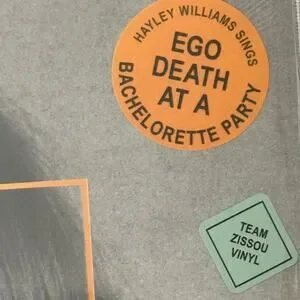 HAYLEY WILLIAMS SINGS
EGO
DEATH
AT A
BACHELORETTE PARTY
TEAM
ZISSOU
VINYL